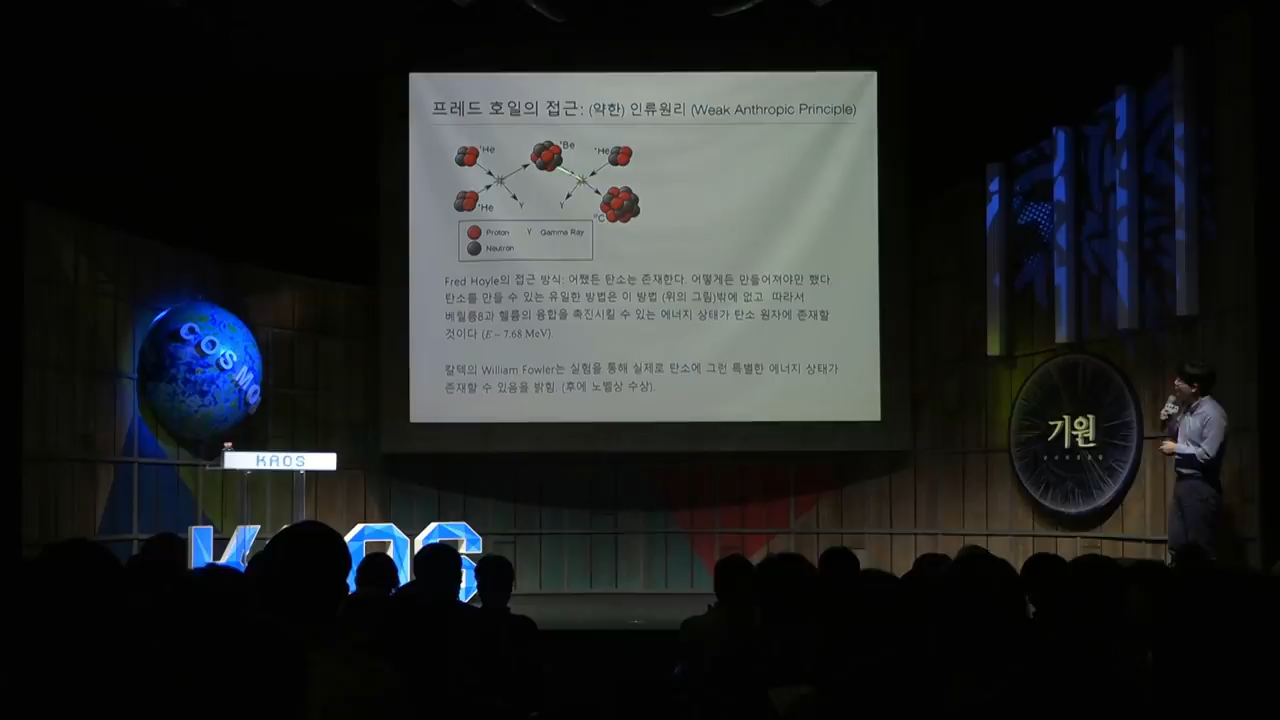 프레드 호일의 접근: (약한) 인류원리 (Weak Anthropic Principle)
⁴He
⁸Be
⁴He
γ
γ
⁴He
¹²C
Proton γ Gamma Ray
Neutron
Fred Hoyle의 접근 방식: 어쨌든 탄소는 존재한다. 어떻게든 만들어져야만 했다
탄소를 만들 수 있는 유일한 방법은 이 방법 (위의 그림)밖에 없고 따라서
베릴륨8과 헬륨의 융합을 촉진시킬 수 있는 에너지 상태가 탄소 원자에 존재할
것이다 (E ~ 7.68 MeV).
칼텍의 William Fowler는 실험을 통해 실제로 탄소에 그런 특별한 에너지 상태가
존재할 수 있음을 밝힘. (후에 노벨상 수상).
COSMO
KAOS
KAOS
기원